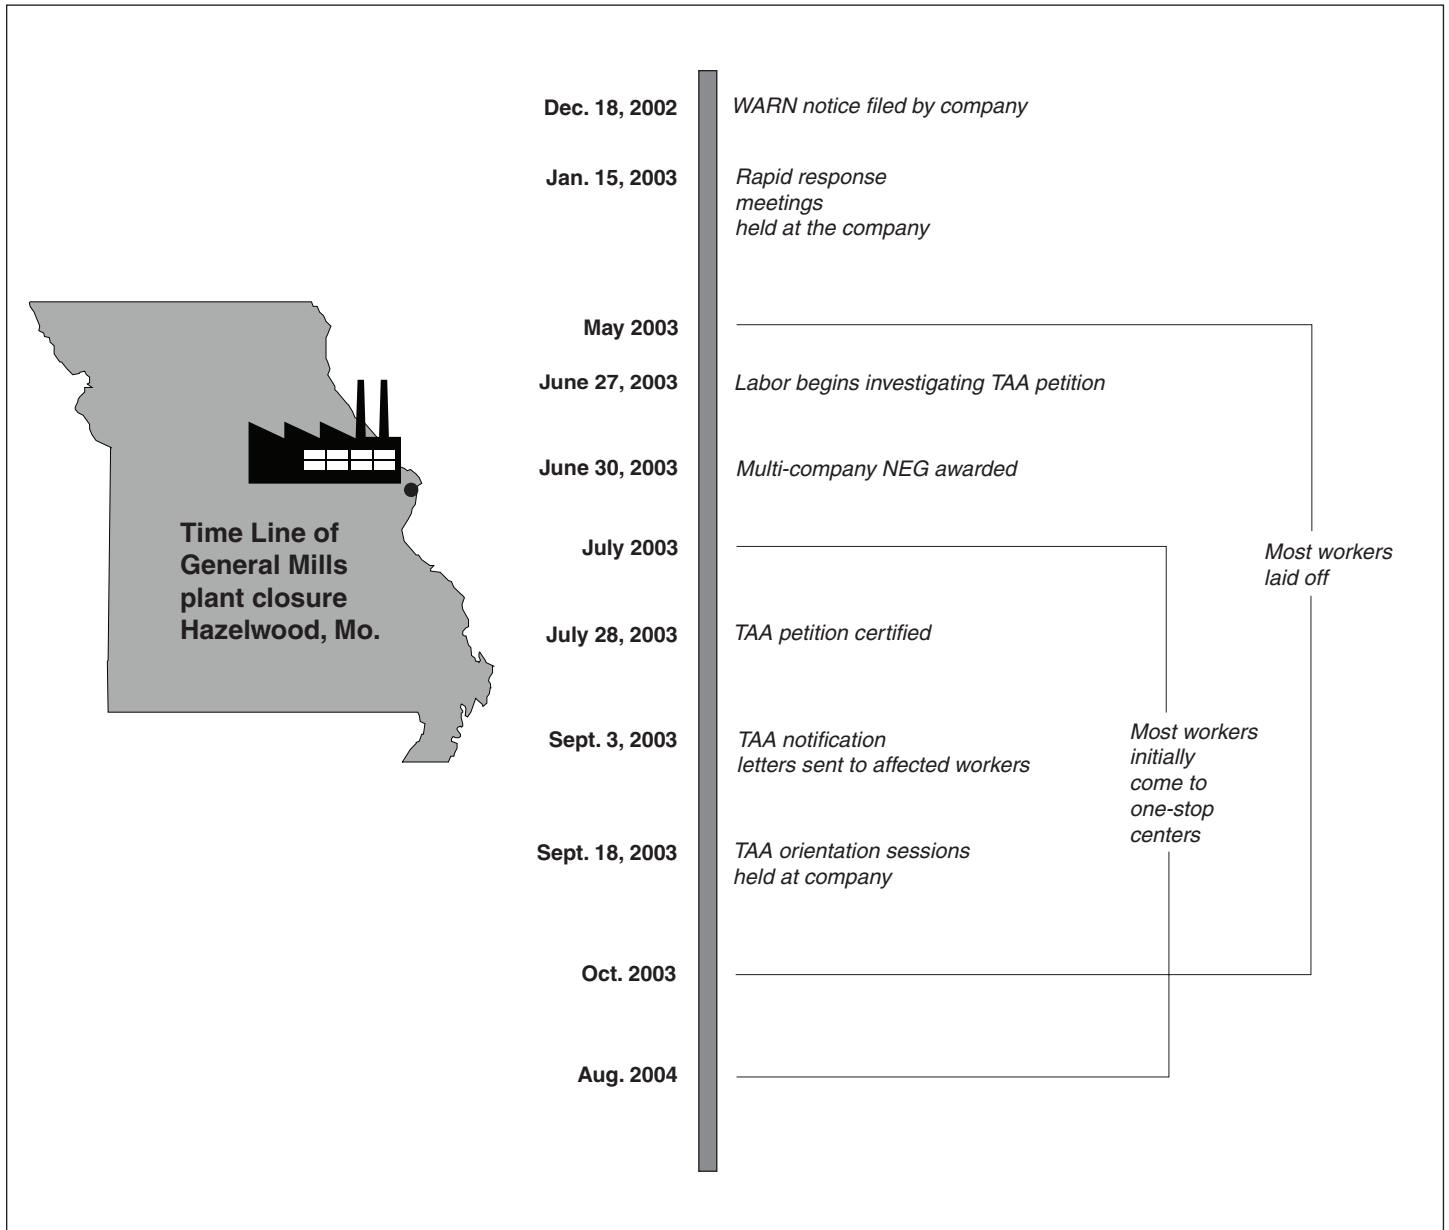 Dec. 18, 2002
WARN notice filed by company
Jan. 15, 2003
Rapid response
meetings
held at the company
May 2003
June 27, 2003
Labor begins investigating TAA petition
June 30, 2003
Multi-company NEG awarded
July 2003
Most workers
laid off
Time Line of
General Mills
plant closure
Hazelwood, Mo.
July 28, 2003
TAA petition certified
Sept. 3, 2003
TAA notification
letters sent to affected workers
Most workers
initially
come to
one-stop
centers
Sept. 18, 2003
TAA orientation sessions
held at company
Oct. 2003
Aug. 2004